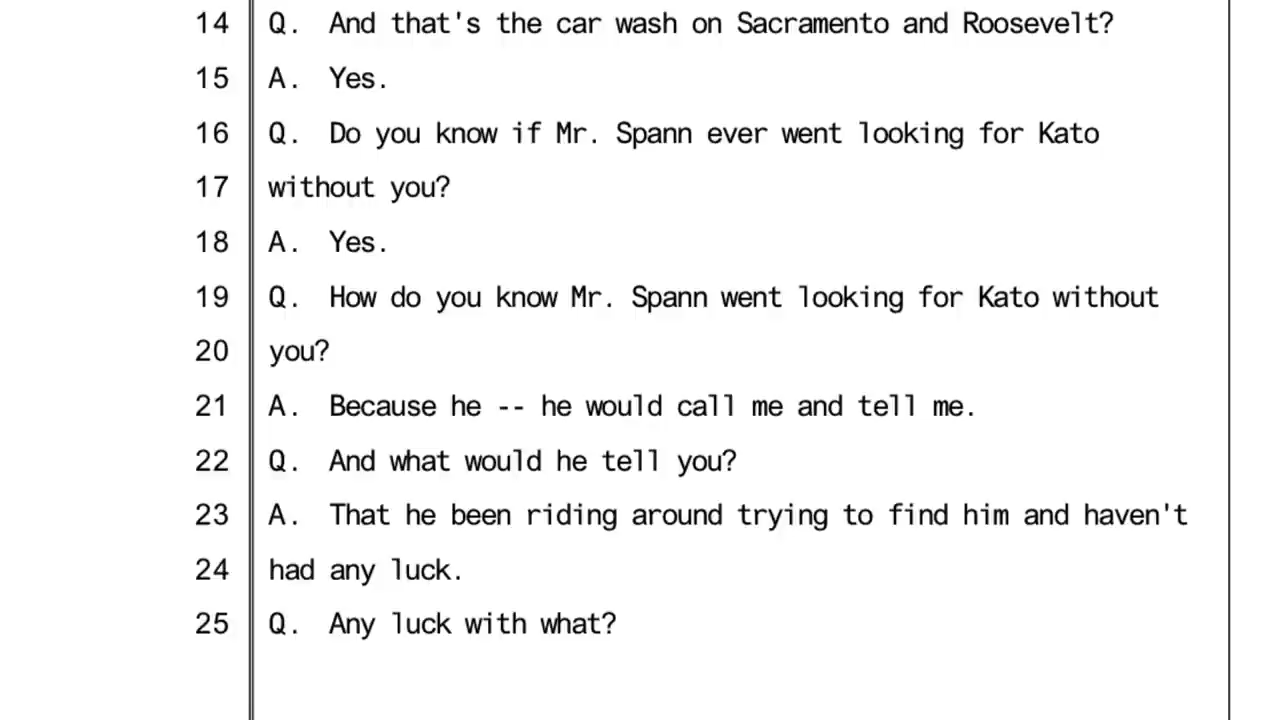 14 Q. And that's the car wash on Sacramento and Roosevelt?
15 A. Yes.
16 Q. Do you know if Mr. Spann ever went looking for Kato
17 without you?
18 A. Yes.
19 Q. How do you know Mr. Spann went looking for Kato without
20 you?
21 A. Because he -- he would call me and tell me.
22 Q. And what would he tell you?
23 A. That he been riding around trying to find him and haven't
24 had any luck.
25 Q. Any luck with what?